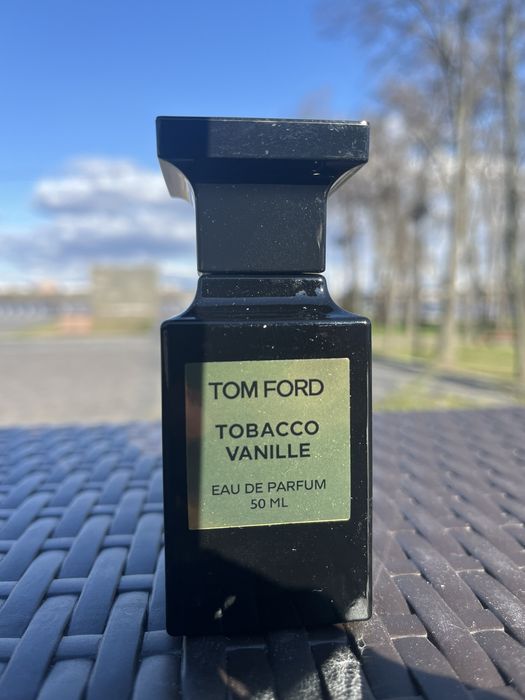 TOM FORD
TOBACCO
VANILLE
EAU DE PARFUM
50 ML